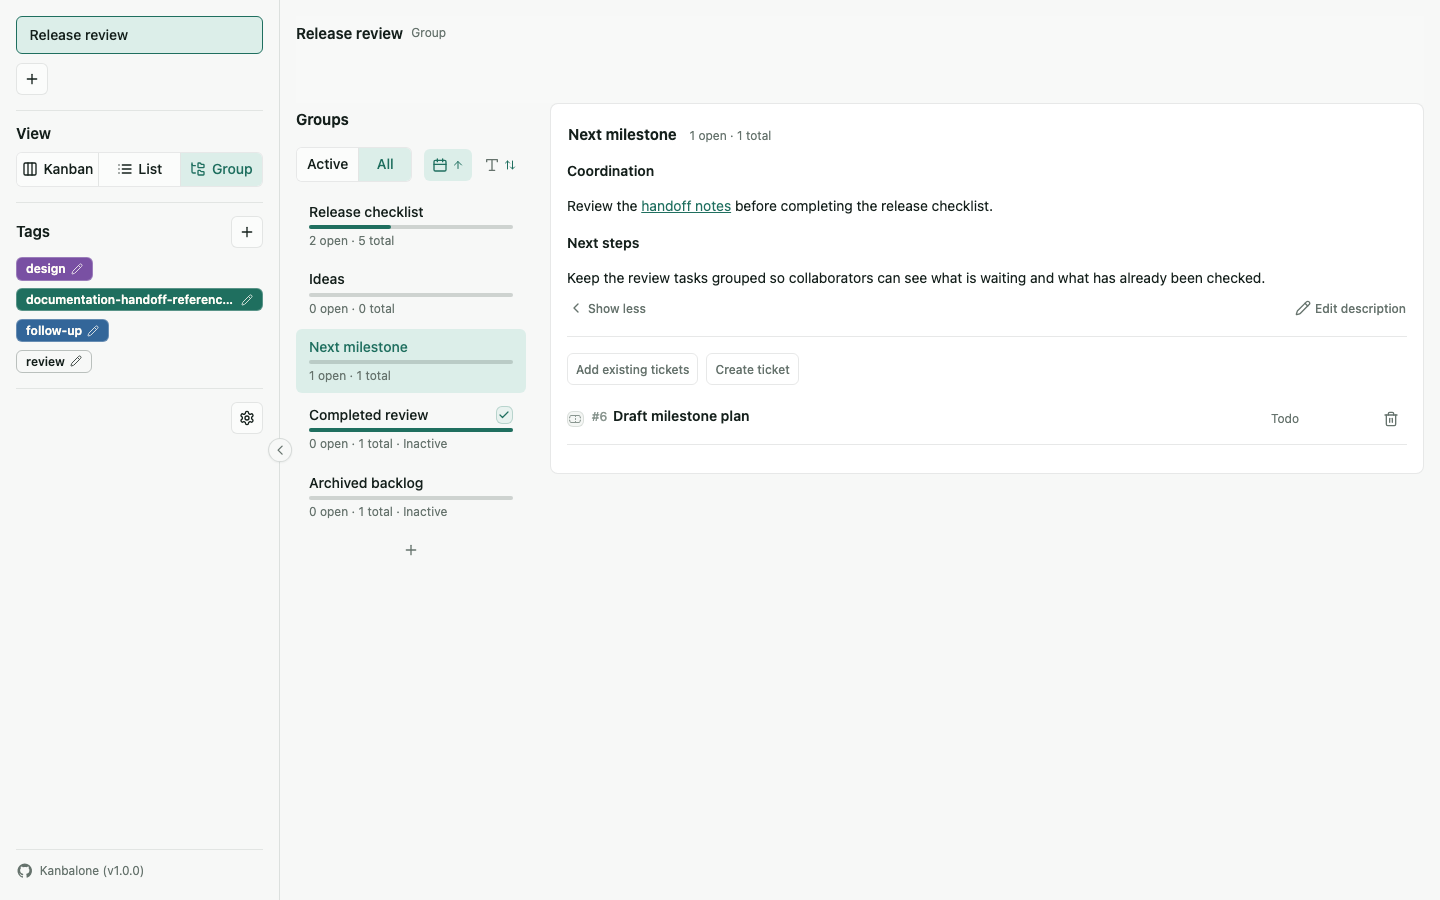 Release review
View
Kanban
List
Group
Tags
design
documentation-handoff-referenc...
follow-up
review
Kanbalone (v1.0.0)
Release review Group
Groups
Active
All
Release checklist
2 open · 5 total
Ideas
0 open · 0 total
Next milestone
1 open · 1 total
Completed review
0 open · 1 total · Inactive
Archived backlog
0 open · 1 total · Inactive
Next milestone 1 open · 1 total
Coordination
Review the handoff notes before completing the release checklist.
Next steps
Keep the review tasks grouped so collaborators can see what is waiting and what has already been checked.
Show less
Edit description
Add existing tickets
Create ticket
#6 Draft milestone plan
Todo